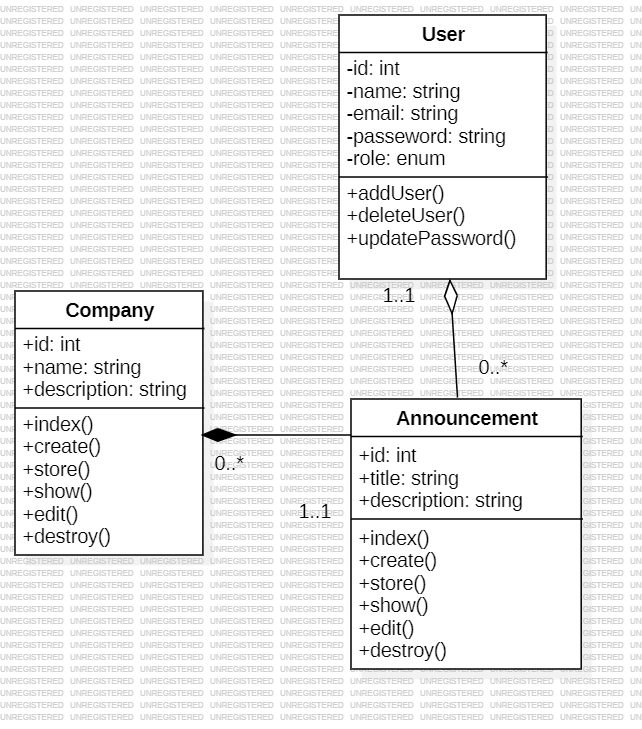 User
-id: int
-name: string
-email: string
-passeword: string
-role: enum
+addUser()
+deleteUser()
+updatePassword()
1..1
0..*
Company
+id: int
+name: string
+description: string
+index()
+create()
+store()
+show()
+edit()
+destroy()
0..*
1..1
Announcement
+id: int
+title: string
+description: string
+index()
+create()
+store()
+show()
+edit()
+destroy()
UNREGISTERED